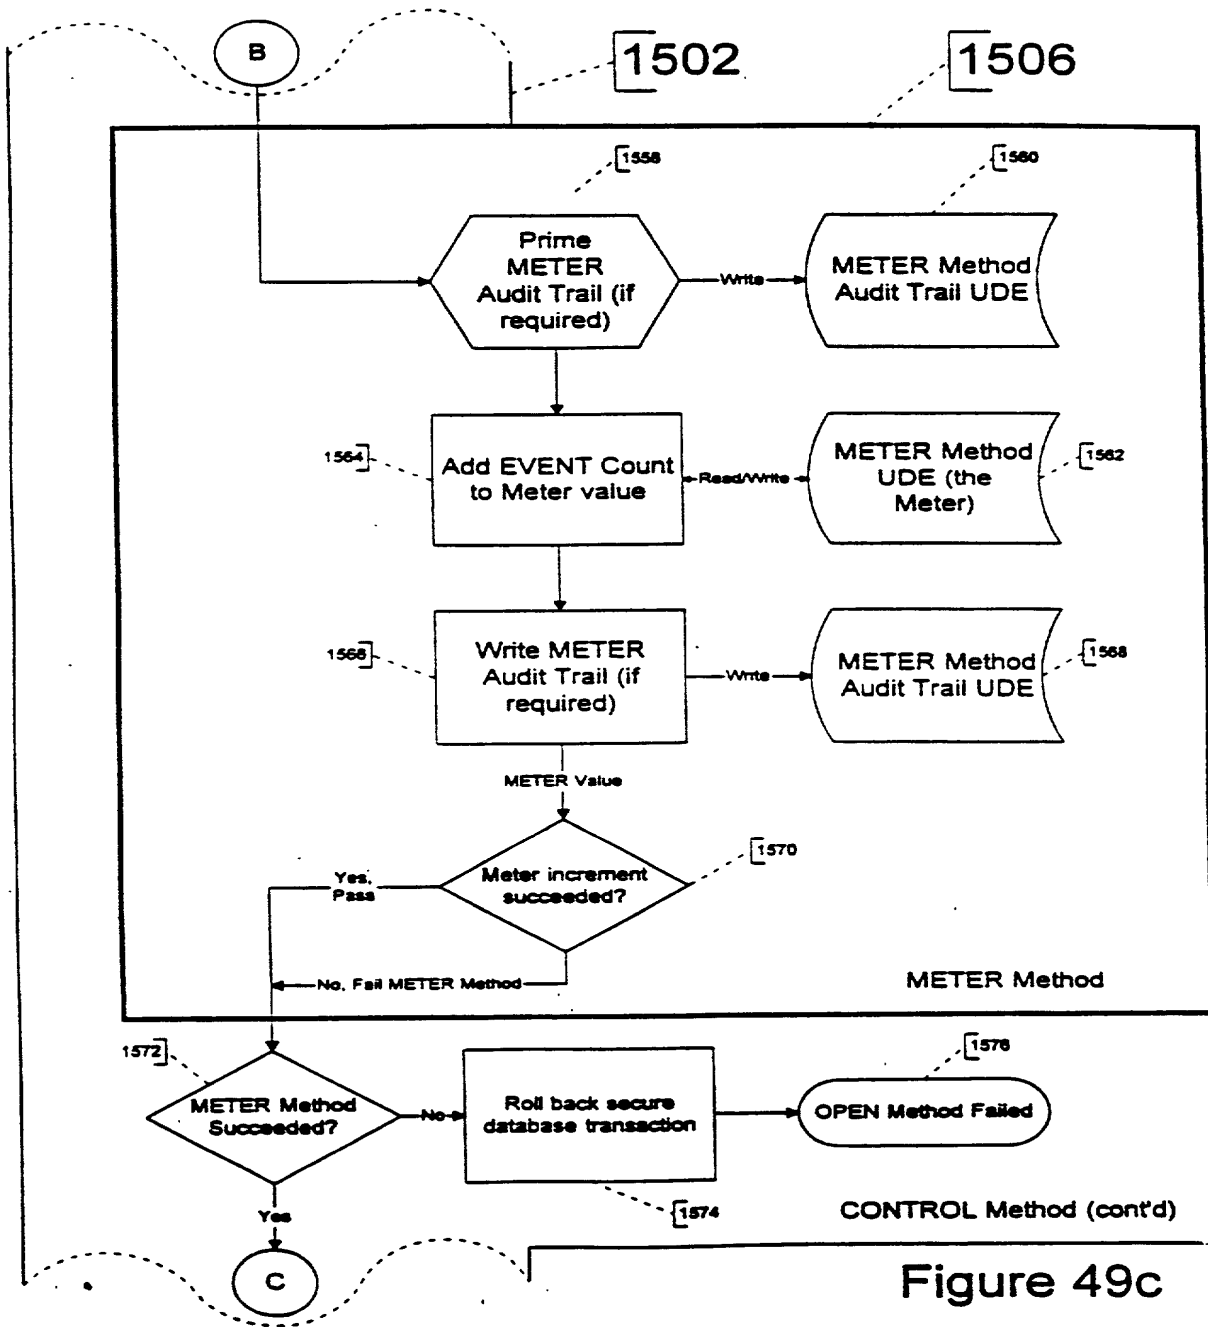 B
1502
1506
1558
1560
Prime
METER
Audit Trail (if
required)
Write
METER Method
Audit Trail UDE
1564
Add EVENT Count
to Meter value
Read/Write
METER Method
UDE (the
Meter)
1562
1566
Write METER
Audit Trail (if
required)
Write
METER Method
Audit Trail UDE
1568
METER Value
1570
Yes,
Pass
Meter increment
succeeded?
No, Fail METER Method
METER Method
1572
1576
METER Method
Succeeded?
No
Roll back secure
database transaction
OPEN Method Failed
Yes
1574
CONTROL Method (cont'd)
C
Figure 49c